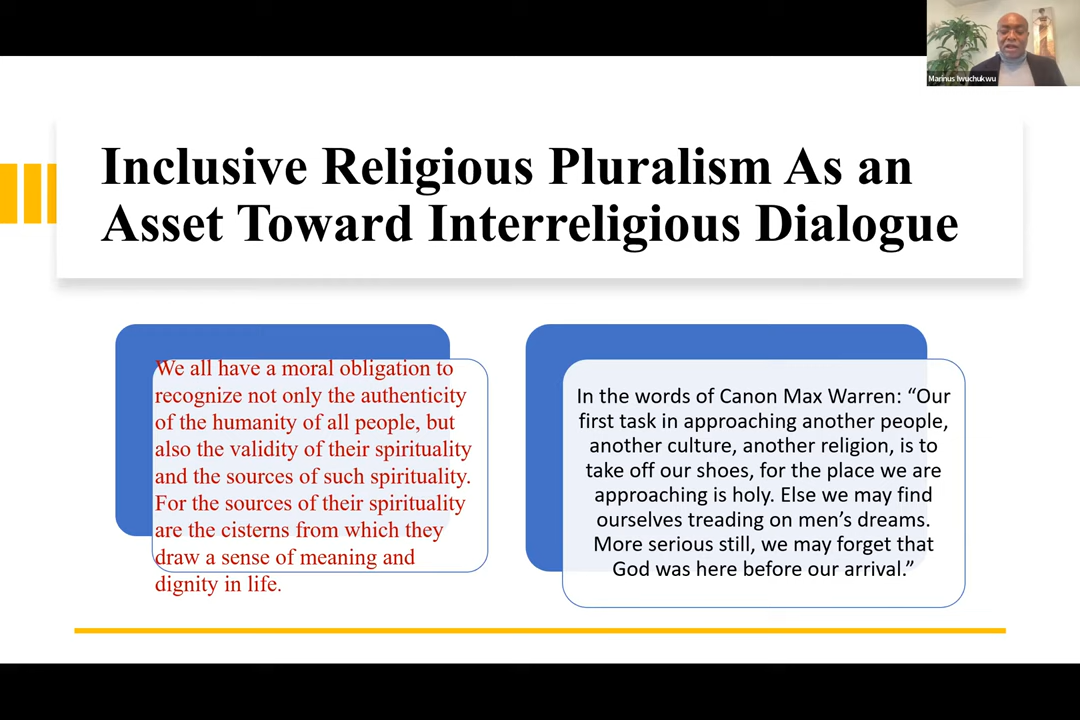 Marinus Iwuchukwu
Inclusive Religious Pluralism As an
Asset Toward Interreligious Dialogue
We all have a moral obligation to
recognize not only the authenticity
of the humanity of all people, but
also the validity of their spirituality
and the sources of such spirituality.
For the sources of their spirituality
are the cisterns from which they
draw a sense of meaning and
dignity in life.
In the words of Canon Max Warren: “Our
first task in approaching another people,
another culture, another religion, is to
take off our shoes, for the place we are
approaching is holy. Else we may find
ourselves treading on men’s dreams.
More serious still, we may forget that
God was here before our arrival.”